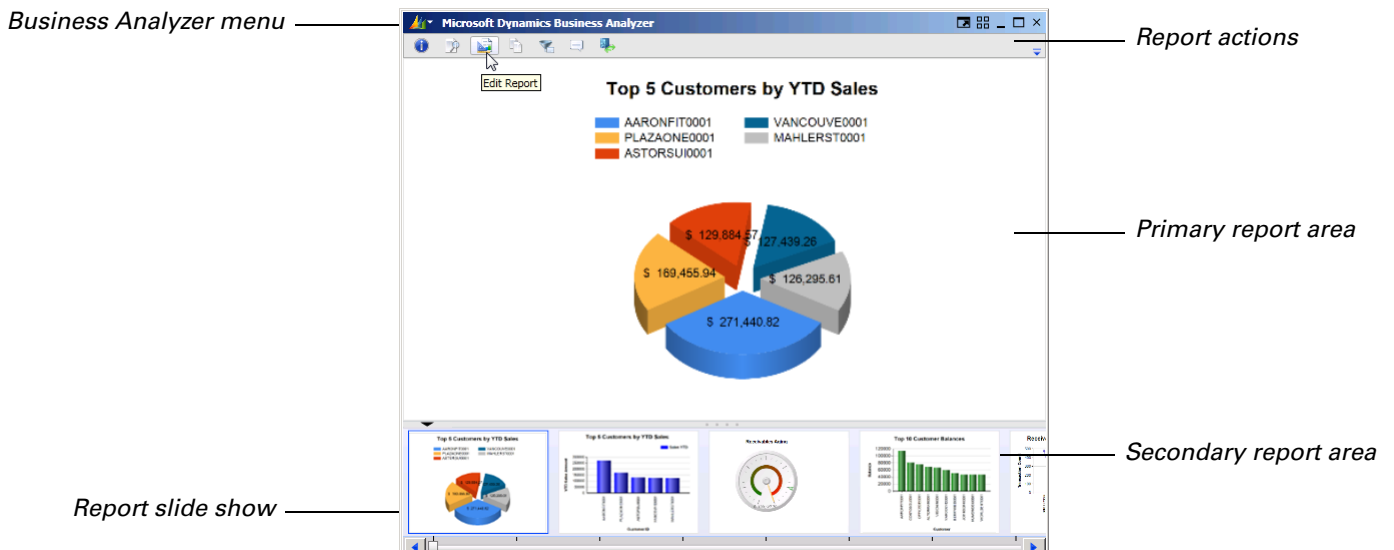 Business Analyzer menu
Microsoft Dynamics Business Analyzer
Report actions
Edit Report
Top 5 Customers by YTD Sales
AARONFIT0001
VANCOUVE0001
PLAZAONE0001
MAHLERST0001
ASTORSUI0001
$ 129,884.57
$ 127,439.26
Primary report area
$ 169,455.94
$ 126,295.61
$ 271,440.82
Top 5 Customers by YTD Sales
Top 5 Customers by YTD Sales
Receivables Aging
Top 10 Customer Balances
Secondary report area
Report slide show